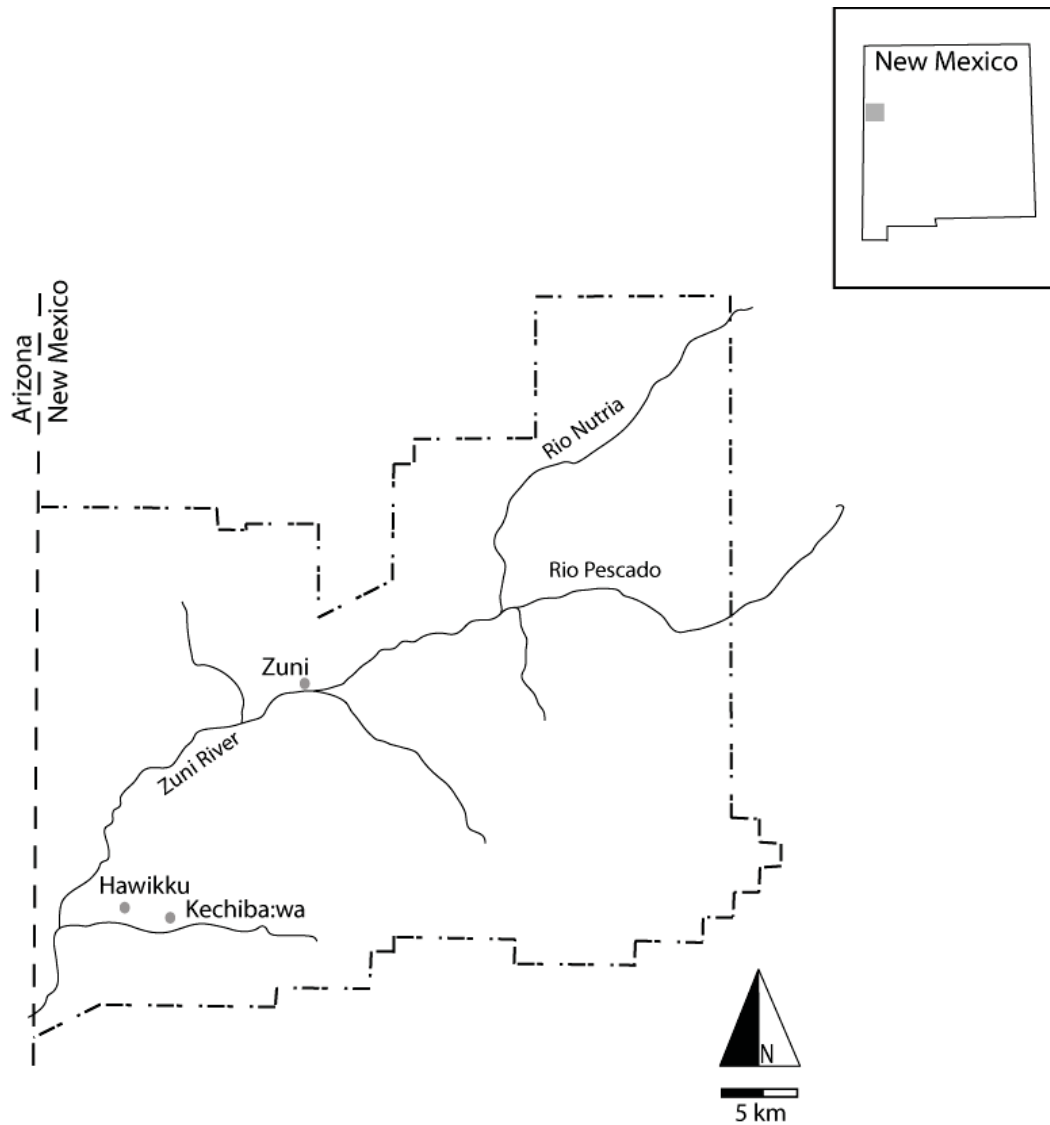 New Mexico
Arizona
New Mexico
Rio Nutria
Rio Pescado
Zuni
Zuni River
Hawikku
Kechiba:wa
N
5 km